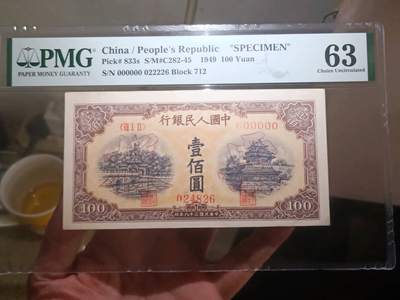 PMG
PAPER MONEY GUARANTY
China / People's Republic "SPECIMEN"
Pick# 833s S/M#C282-45 1949 100 Yuan
S/N 000000 022226 Block 712
63
Choice Uncirculated
行銀民人國中
000000
壹佰圓
024826
100
100